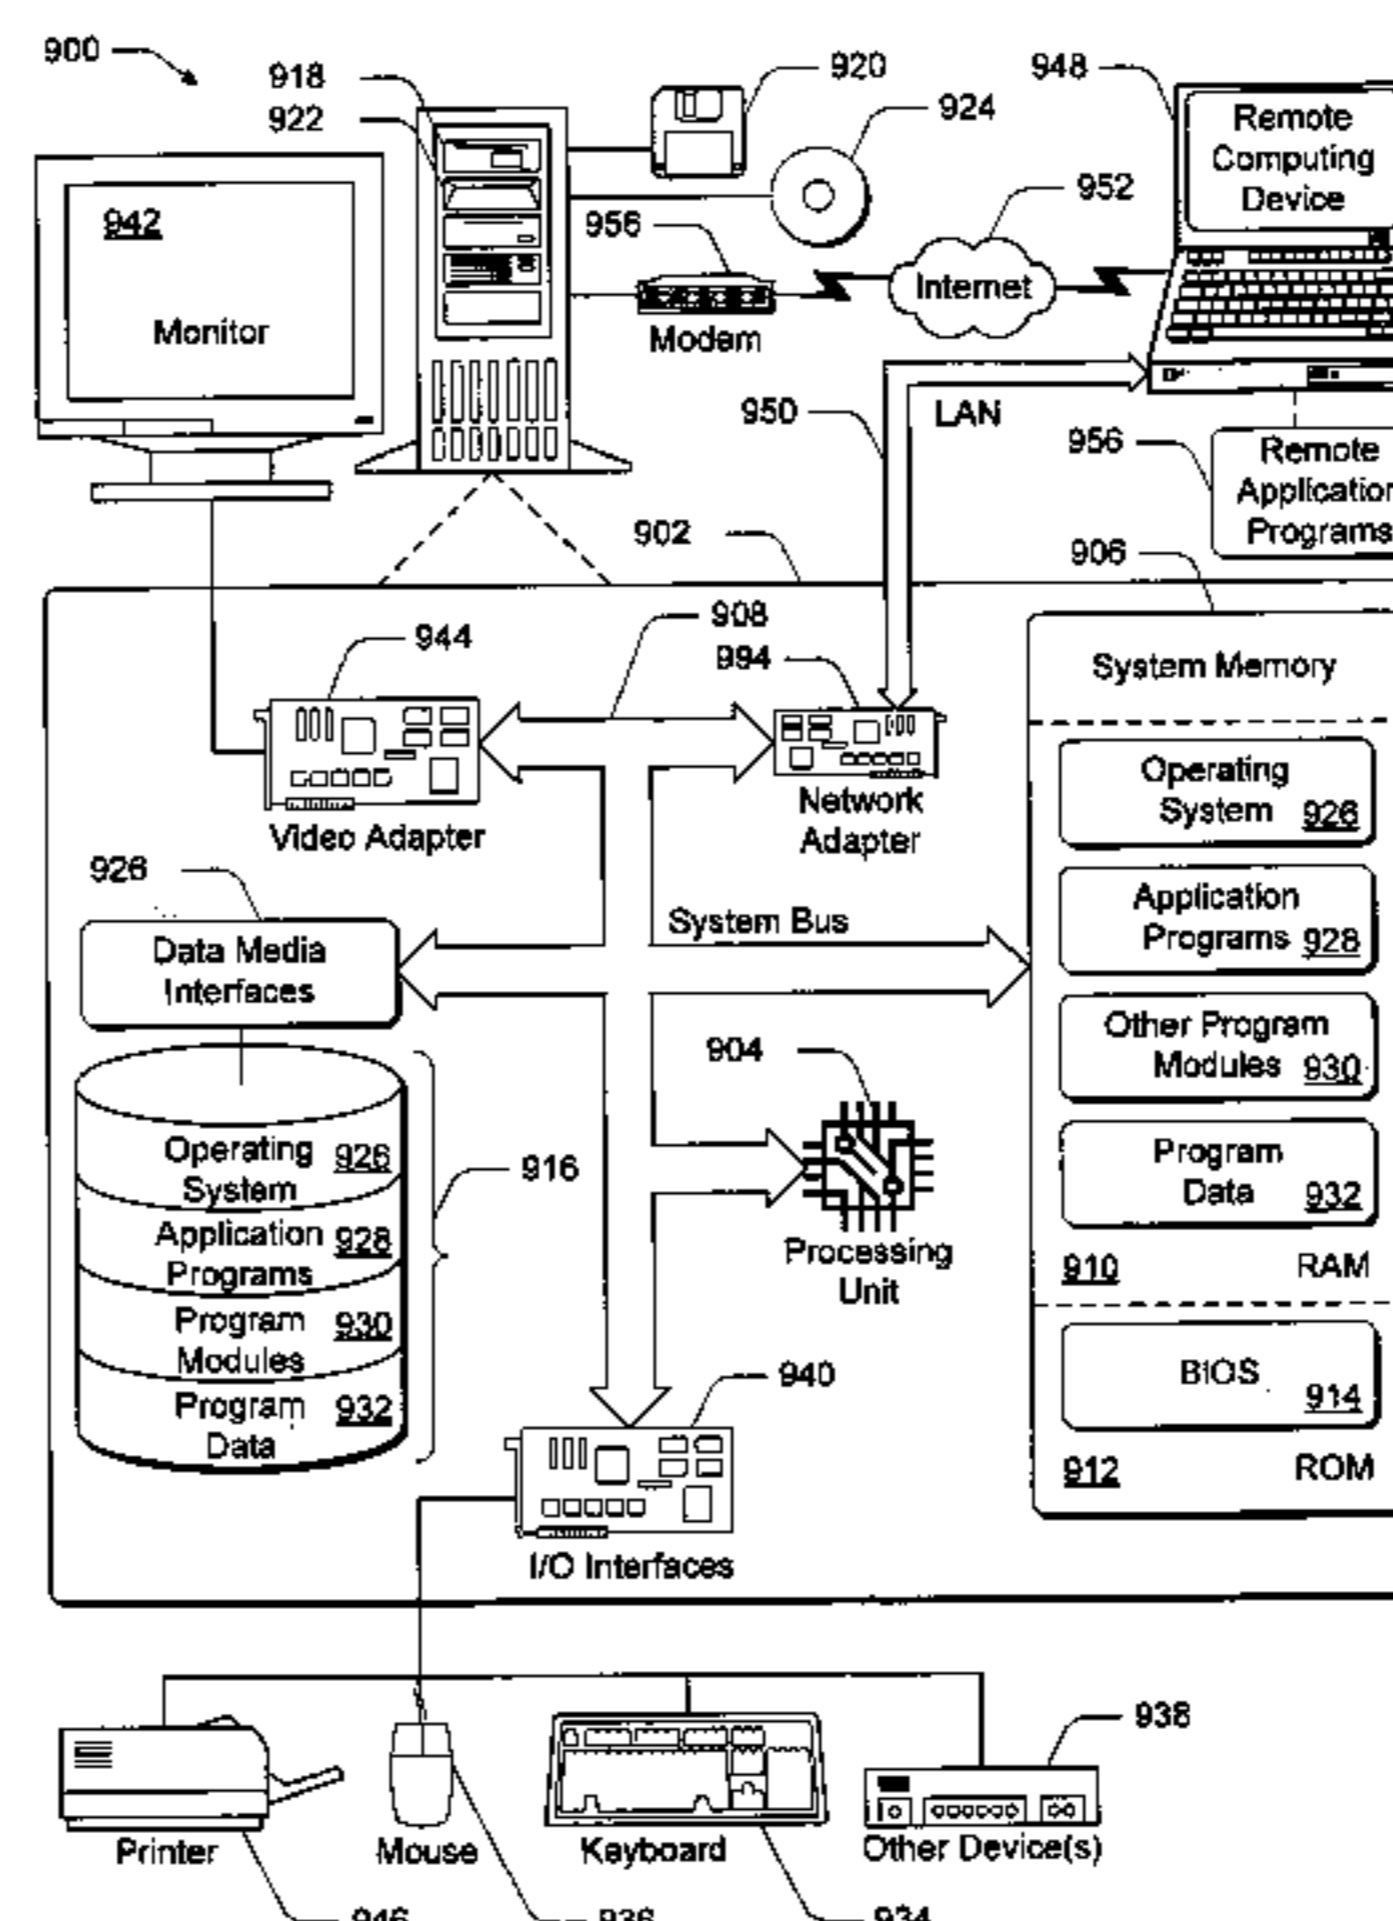 900
918
922
920
924
948
Remote
Computing
Device
942
Monitor
956
Modem
952
Internet
950
LAN
956
Remote
Application
Programs
902
906
908
944
994
Video Adapter
Network
Adapter
System Memory
Operating
System 926
Application
Programs 928
Other Program
Modules 930
Program
Data 932
910 RAM
BIOS
914
912 ROM
926
Data Media
Interfaces
System Bus
904
Processing
Unit
Operating
System 926
Application
Programs 928
Program
Modules 930
Program
Data 932
916
940
I/O Interfaces
938
Printer
Mouse
Keyboard
Other Device(s)
946
936
934